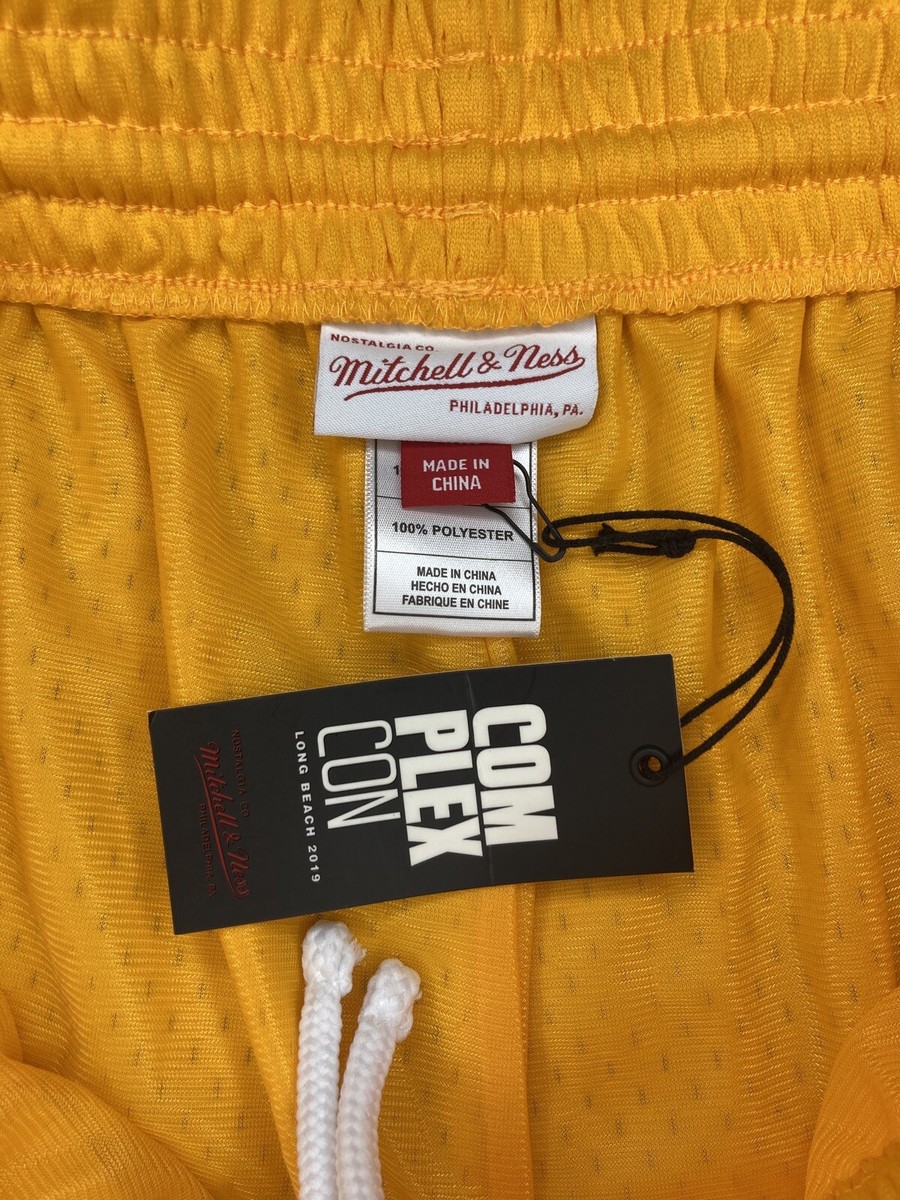 NOSTALGIA CO.
Mitchell & Ness
PHILADELPHIA, PA.
MADE IN
CHINA
100% POLYESTER
MADE IN CHINA
HECHO EN CHINA
FABRIQUE EN CHINE
COM
PLEX
CON
LONG BEACH 2019
NOSTALGIA CO
Mitchell & Ness
PHILADELPHIA, PA.